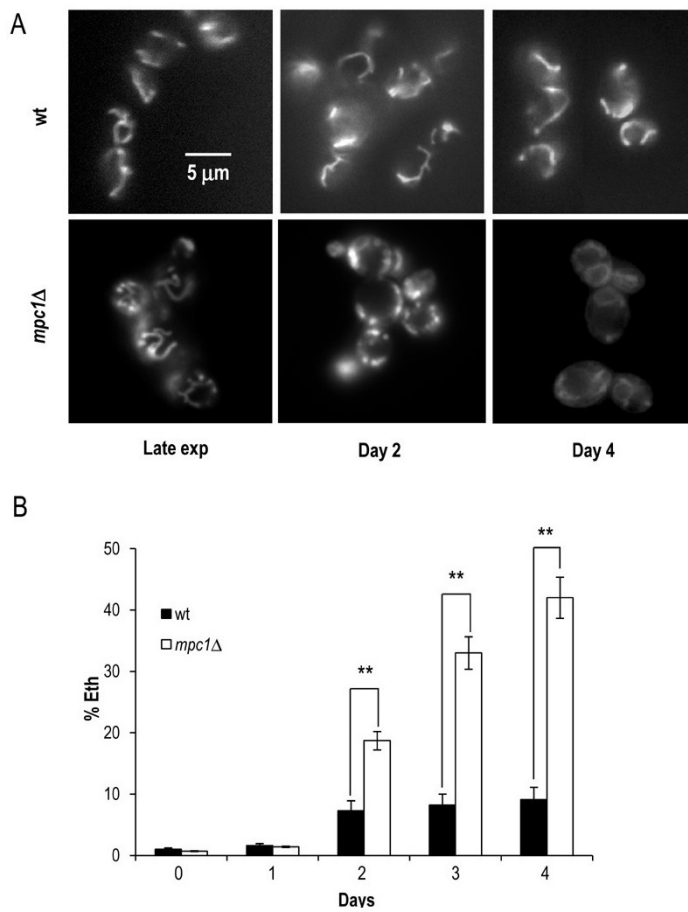 A
wt
5 μm
mpc1Δ
Late exp
Day 2
Day 4
B
50
40
30
20
10
0
% Eth
wt
mpc1Δ
**
**
**
0
1
2
3
4
Days